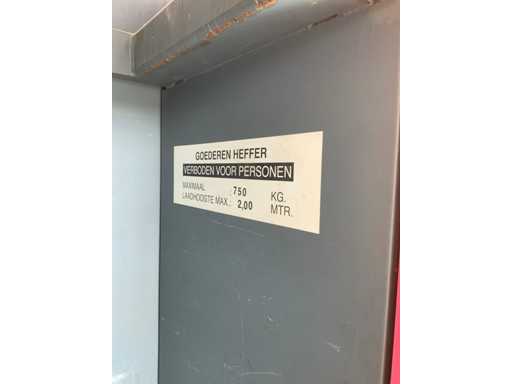 GOEDEREN HEFFER
VERBODEN VOOR PERSONEN
MAXIMAAL : 750 KG.
LAADHOOGTE MAX.: 2,00 MTR.